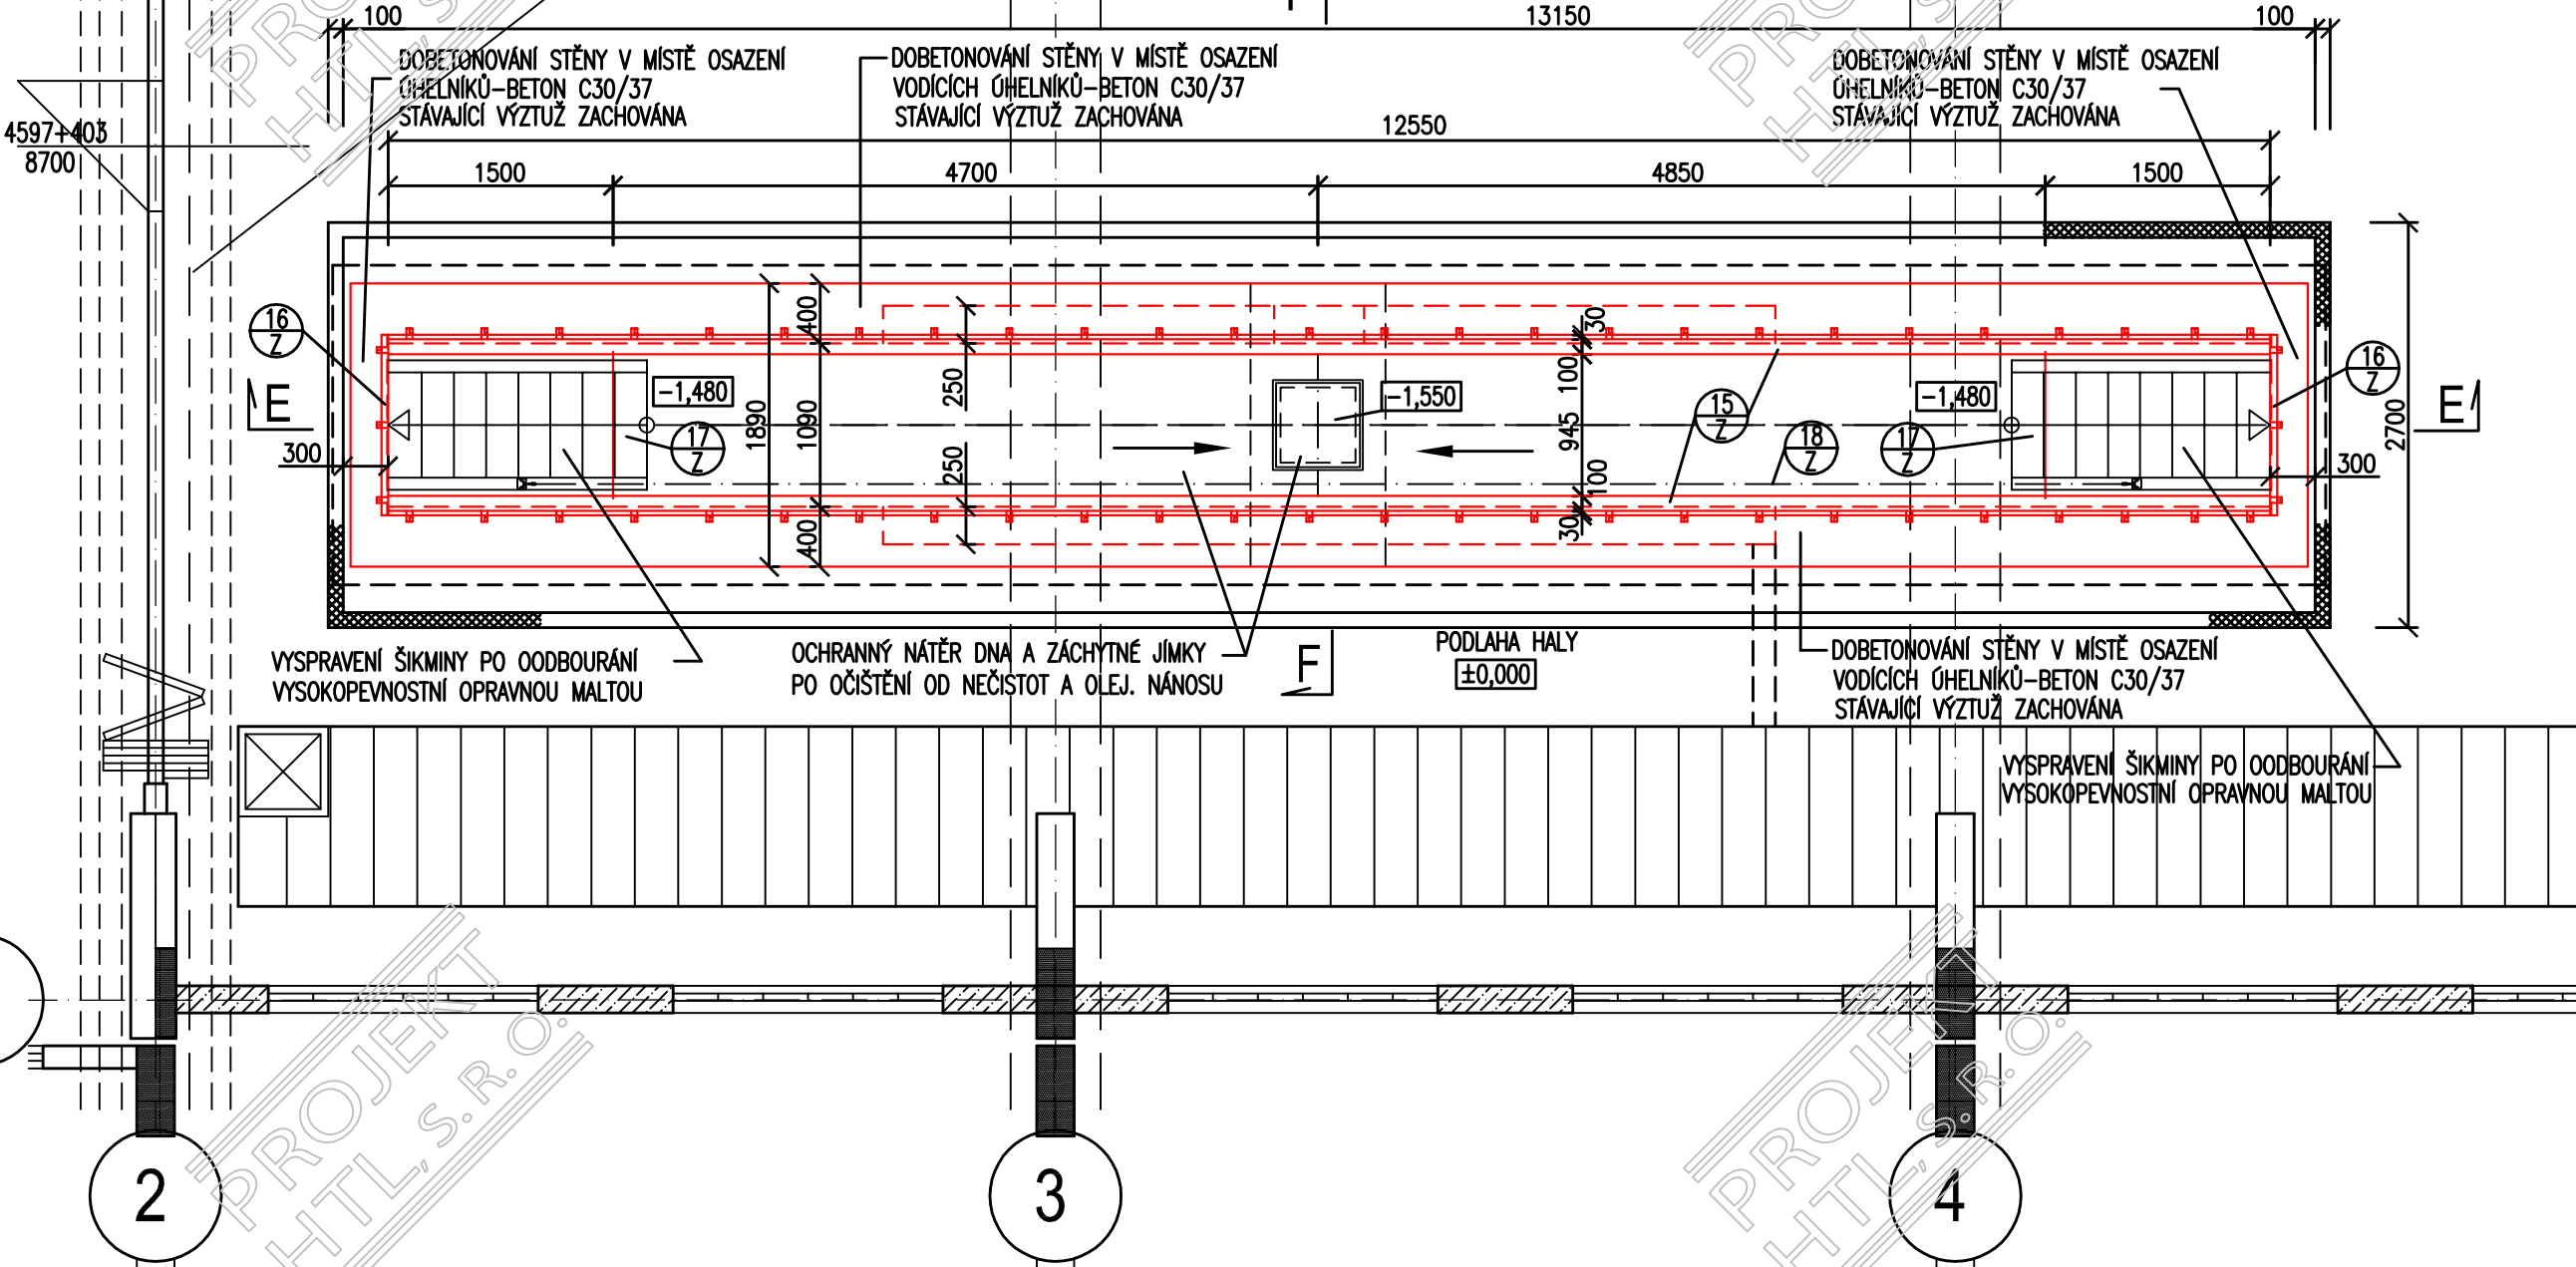 100
13150
100
DOBETONOVÁNÍ STĚNY V MÍSTĚ OSAZENÍ
ÚHELNÍKŮ-BETON C30/37
STÁVAJÍCÍ VÝZTUŽ ZACHOVÁNA
DOBETONOVÁNÍ STĚNY V MÍSTĚ OSAZENÍ
VODÍCÍCH ÚHELNÍKŮ-BETON C30/37
STÁVAJÍCÍ VÝZTUŽ ZACHOVÁNA
DOBETONOVÁNÍ STĚNY V MÍSTĚ OSAZENÍ
ÚHELNÍKŮ-BETON C30/37
STÁVAJÍCÍ VÝZTUŽ ZACHOVÁNA
4597+403
8700
12550
1500
4700
4850
1500
16
Z
E
300
-1,480
17
Z
1890
400
1090
400
250
250
-1,550
30
100
945
100
30
15
Z
18
Z
17
Z
-1,480
16
Z
E
300
2700
VYSPRAVENÍ ŠIKMINY PO OODBOURÁNÍ
VYSOKOPEVNOSTNÍ OPRAVNOU MALTOU
OCHRANNÝ NÁTĚR DNA A ZÁCHYTNÉ JÍMKY
PO OČIŠTĚNÍ OD NEČISTOT A OLEJ. NÁNOSU
F
PODLAHA HALY
±0,000
DOBETONOVÁNÍ STĚNY V MÍSTĚ OSAZENÍ
VODÍCÍCH ÚHELNÍKŮ-BETON C30/37
STÁVAJÍCÍ VÝZTUŽ ZACHOVÁNA
VYSPRAVENÍ ŠIKMINY PO OODBOURÁNÍ
VYSOKOPEVNOSTNÍ OPRAVNOU MALTOU
PROJEKT
HTL, s.R.O.
PROJEKT
HTL, s.R.O.
2
3
4